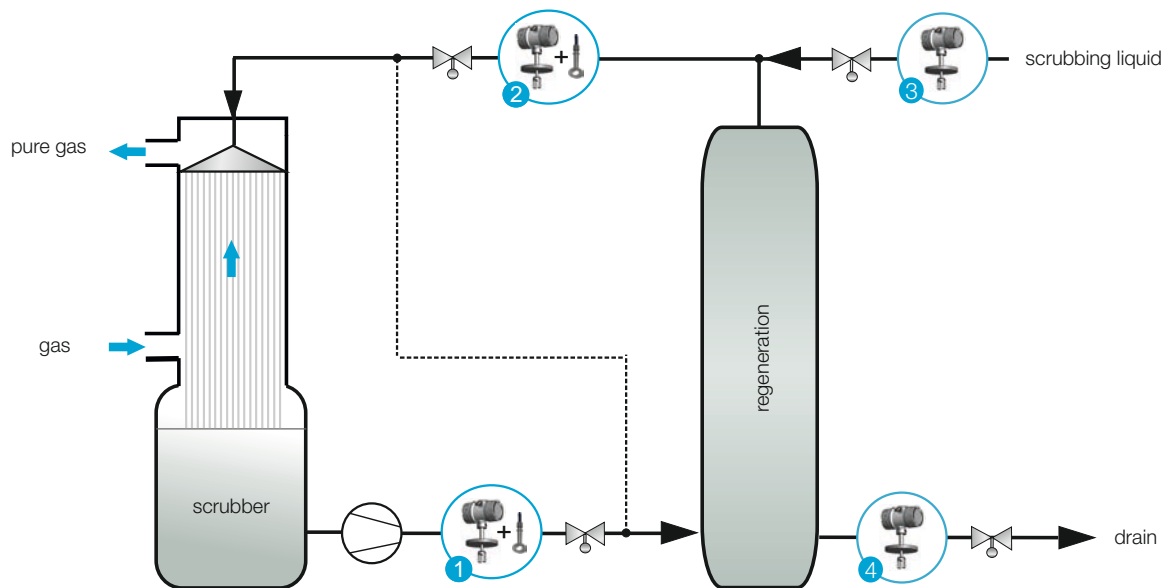 2
+
3
scrubbing liquid
pure gas
gas
regeneration
scrubber
1
+
4
drain